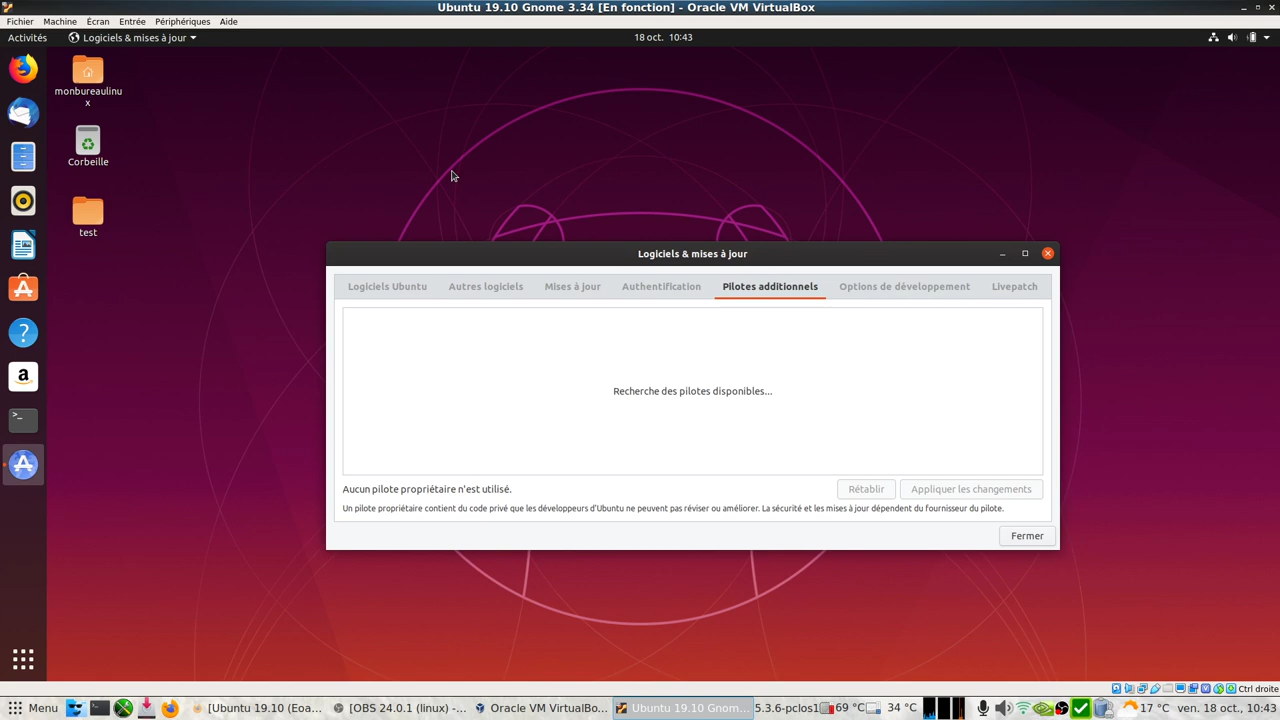 Ubuntu 19.10 Gnome 3.34 [En fonction] - Oracle VM VirtualBox
Fichier Machine Écran Entrée Périphériques Aide
Activités Logiciels & mises à jour 18 oct. 10:43
monbureaulinu
x
Corbeille
test
Logiciels & mises à jour
Logiciels Ubuntu Autres logiciels Mises à jour Authentification Pilotes additionnels Options de développement Livepatch
Recherche des pilotes disponibles...
Aucun pilote propriétaire n'est utilisé. Rétablir Appliquer les changements
Un pilote propriétaire contient du code privé que les développeurs d'Ubuntu ne peuvent pas réviser ou améliorer. La sécurité et les mises à jour dépendent du fournisseur du pilote.
Fermer
Ctrl droite
Menu [Ubuntu 19.10 (Eoa... [OBS 24.0.1 (linux) -... Oracle VM VirtualBo... Ubuntu 19.10 Gnom... 5.3.6-pclos1 69 °C 34 °C 17 °C ven. 18 oct., 10:43